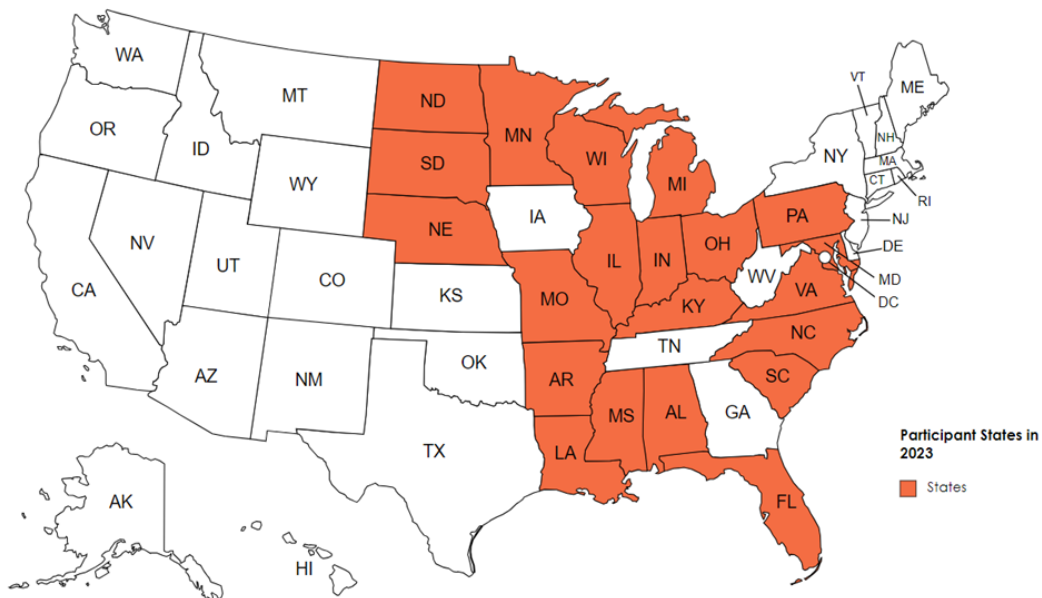 WA
MT
ND
MN
VT
ME
OR
ID
WI
NH
SD
WY
MI
NY
MA
CT
RI
IA
PA
NJ
NE
NV
OH
DE
UT
IL
IN
WV
CO
MD
CA
KS
MO
VA
DC
KY
NC
TN
OK
AZ
NM
AR
SC
MS
AL
GA
TX
LA
Participant States in
2023
States
FL
AK
HI